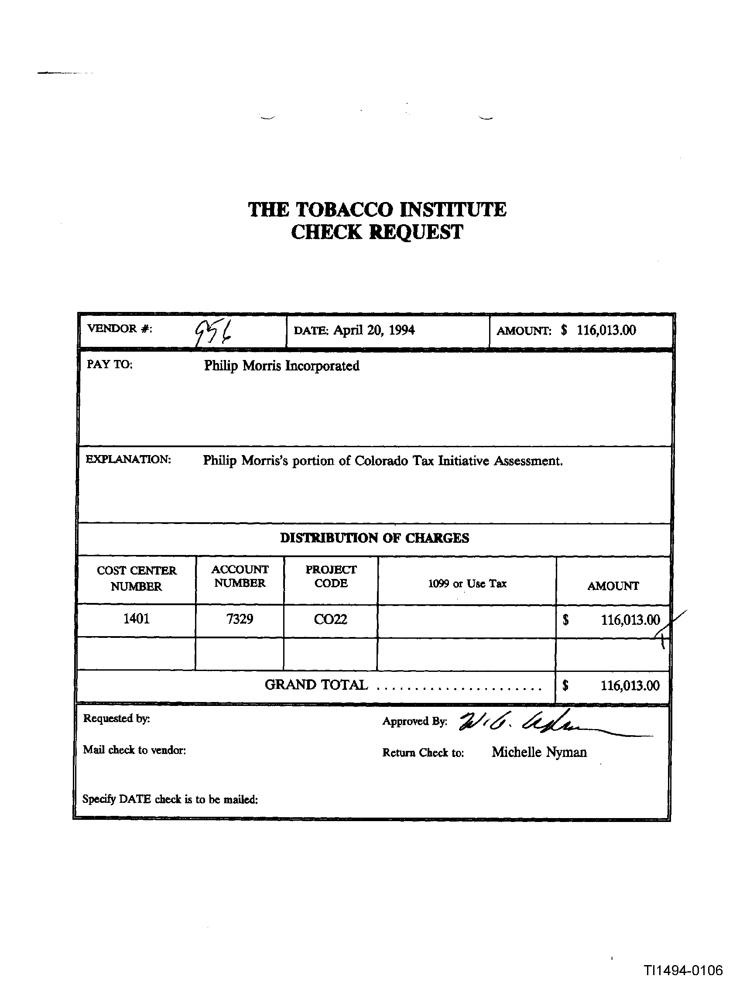 THE TOBACCO INSTITUTE
CHECK REQUEST
VENDOR #: 956 DATE: April 20, 1994 AMOUNT: $ 116,013.00
PAY TO: Philip Morris Incorporated
EXPLANATION: Philip Morris's portion of Colorado Tax Initiative Assessment.
DISTRIBUTION OF CHARGES
COST CENTER NUMBER ACCOUNT NUMBER PROJECT CODE 1099 or Use Tax AMOUNT
1401 7329 CO22 $ 116,013.00
GRAND TOTAL ...................... $ 116,013.00
Requested by: Approved By: W.G.
Mail check to vendor: Return Check to: Michelle Nyman
Specify DATE check is to be mailed:
TI1494-0106